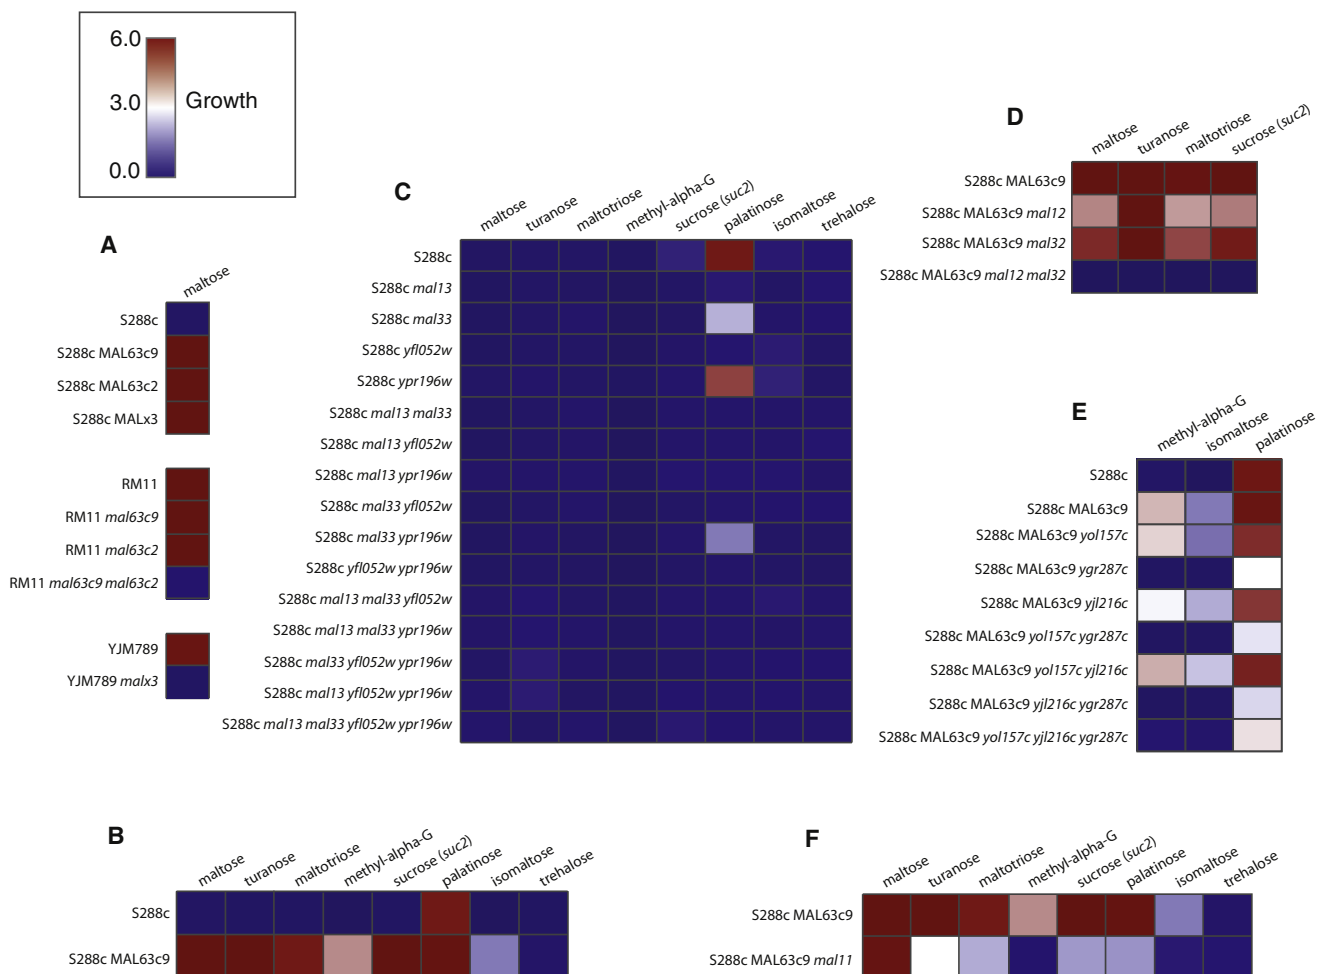 6.0
3.0
0.0
Growth
A
maltose
S288c
S288c MAL63c9
S288c MAL63c2
S288c MALx3
RM11
RM11 mal63c9
RM11 mal63c2
RM11 mal63c9 mal63c2
YJM789
YJM789 malx3
C
maltose
turanose
maltotriose
methyl-alpha-G
sucrose (suc2)
palatinose
isomaltose
trehalose
S288c
S288c mal13
S288c mal33
S288c yfl052w
S288c ypr196w
S288c mal13 mal33
S288c mal13 yfl052w
S288c mal13 ypr196w
S288c mal33 yfl052w
S288c mal33 ypr196w
S288c yfl052w ypr196w
S288c mal13 mal33 yfl052w
S288c mal13 mal33 ypr196w
S288c mal33 yfl052w ypr196w
S288c mal13 yfl052w ypr196w
S288c mal13 mal33 yfl052w ypr196w
D
maltose
turanose
maltotriose
sucrose (suc2)
S288c MAL63c9
S288c MAL63c9 mal12
S288c MAL63c9 mal32
S288c MAL63c9 mal12 mal32
E
methyl-alpha-G
isomaltose
palatinose
S288c
S288c MAL63c9
S288c MAL63c9 yol157c
S288c MAL63c9 ygr287c
S288c MAL63c9 yjl216c
S288c MAL63c9 yol157c ygr287c
S288c MAL63c9 yol157c yjl216c
S288c MAL63c9 yjl216c ygr287c
S288c MAL63c9 yol157c yjl216c ygr287c
B
maltose
turanose
maltotriose
methyl-alpha-G
sucrose (suc2)
palatinose
isomaltose
trehalose
S288c
S288c MAL63c9
F
maltose
turanose
maltotriose
methyl-alpha-G
sucrose (suc2)
palatinose
isomaltose
trehalose
S288c MAL63c9
S288c MAL63c9 mal11